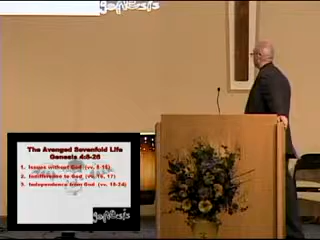 genesis
The Avenged Sevenfold Life
Genesis 4:8-26
1. Issues without God (vv. 8-15)
2. Indifference to God (vv. 16, 17)
3. Independence from God (vv. 18-24)
genesis